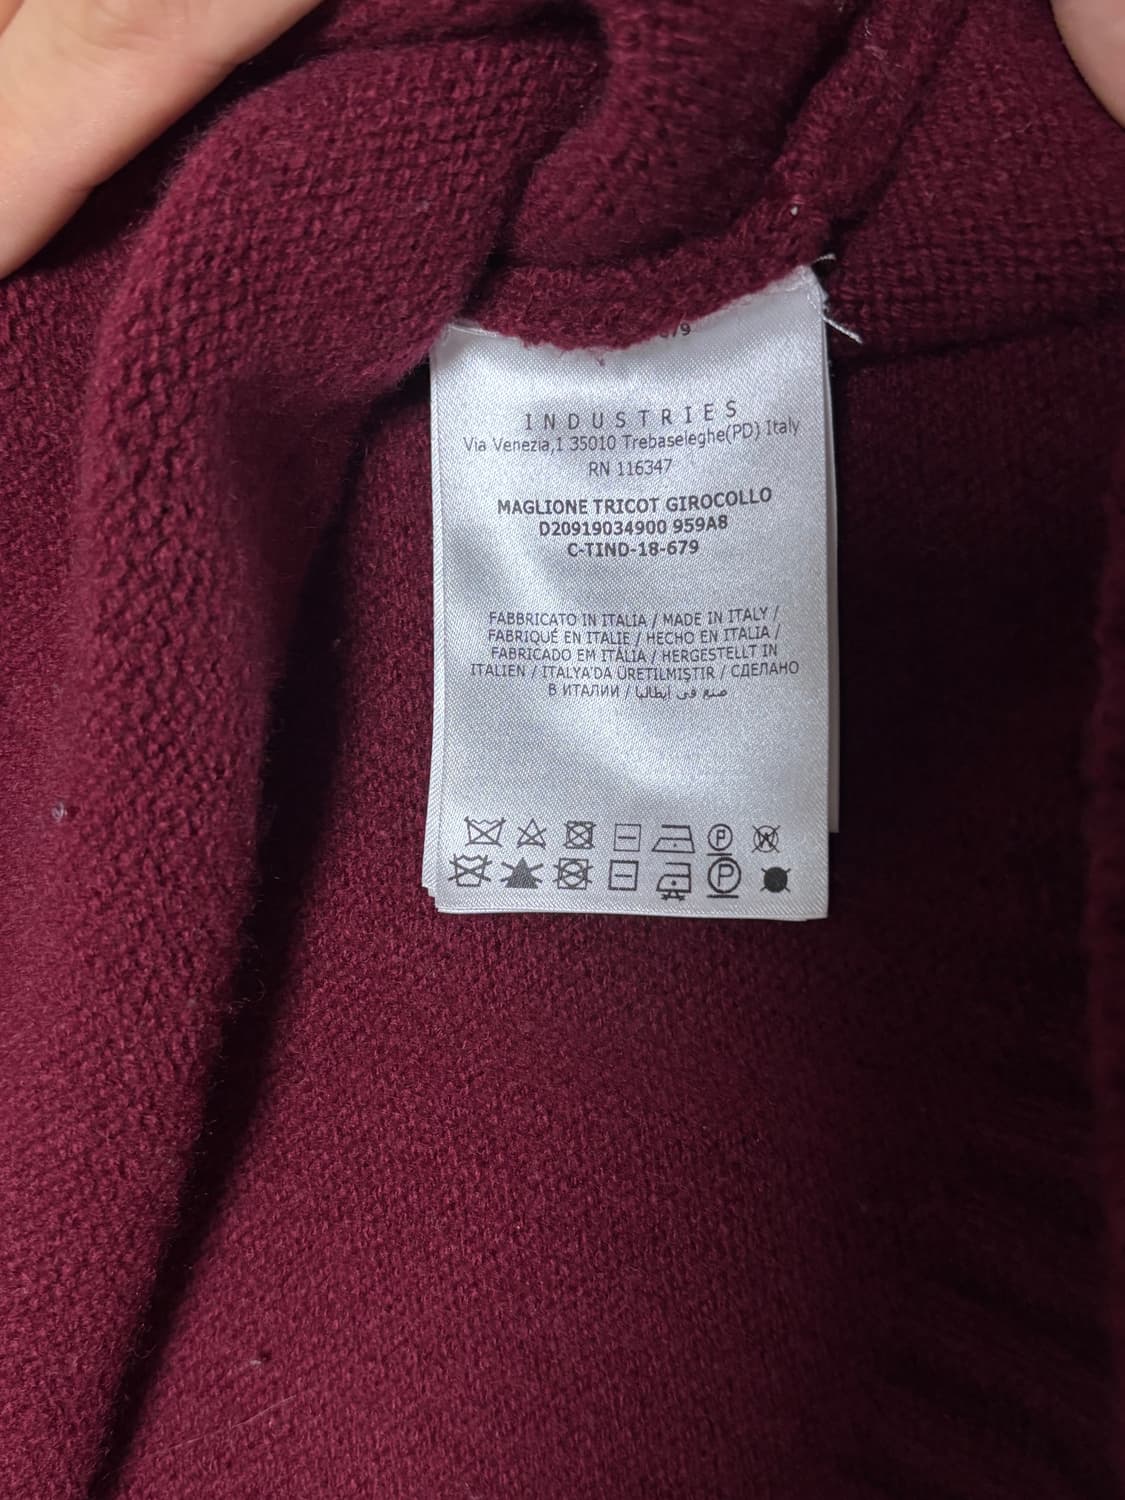 INDUSTRIES
Via Venezia,1 35010 Trebaseleghe(PD) Italy
RN 116347
MAGLIONE TRICOT GIROCOLLO
D20919034900 959A8
C-TIND-18-679
FABBRICATO IN ITALIA / MADE IN ITALY /
FABRIQUÉ EN ITALIE / HECHO EN ITALIA /
FABRICADO EM ITÁLIA / HERGESTELLT IN
ITALIEN / ITALYA'DA ÜRETILMIŞTIR / СДЕЛАНО
В ИТАЛИИ / صنع في إيطاليا
P W
P